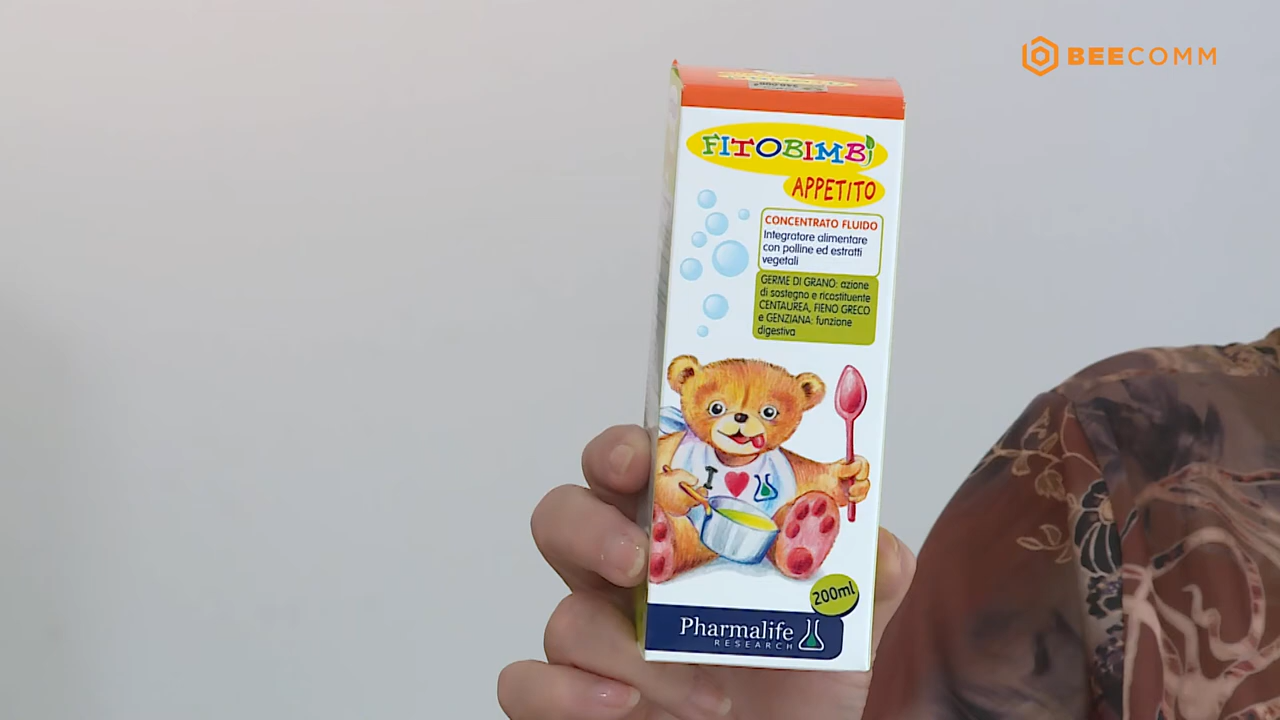 BEECOMM
FITOBIMBI
APPETITO
CONCENTRATO FLUIDO
Integratore alimentare
con polline ed estratti
vegetali
GERME DI GRANO: azione
di sostegno e ricostituente
CENTAUREA, FIENO GRECO
e GENZIANA: funzione
digestiva
I
200ml
Pharmalife
RESEARCH